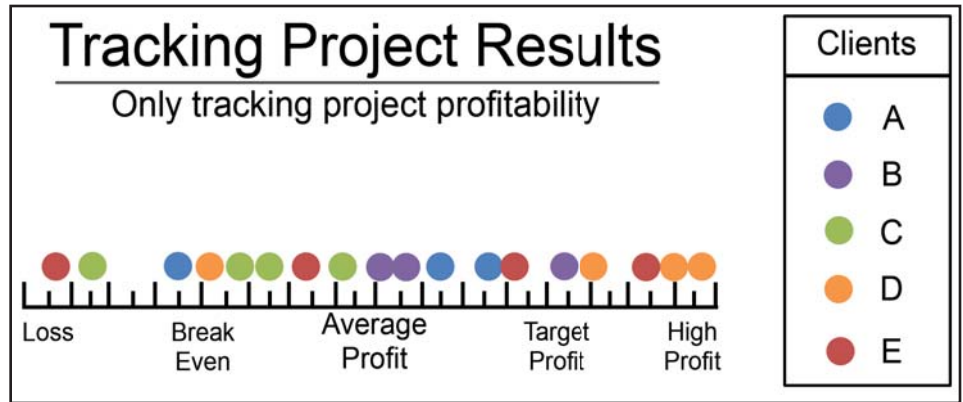 Tracking Project Results
Only tracking project profitability
Clients
A
B
C
D
E
Loss
Break
Even
Average
Profit
Target
Profit
High
Profit